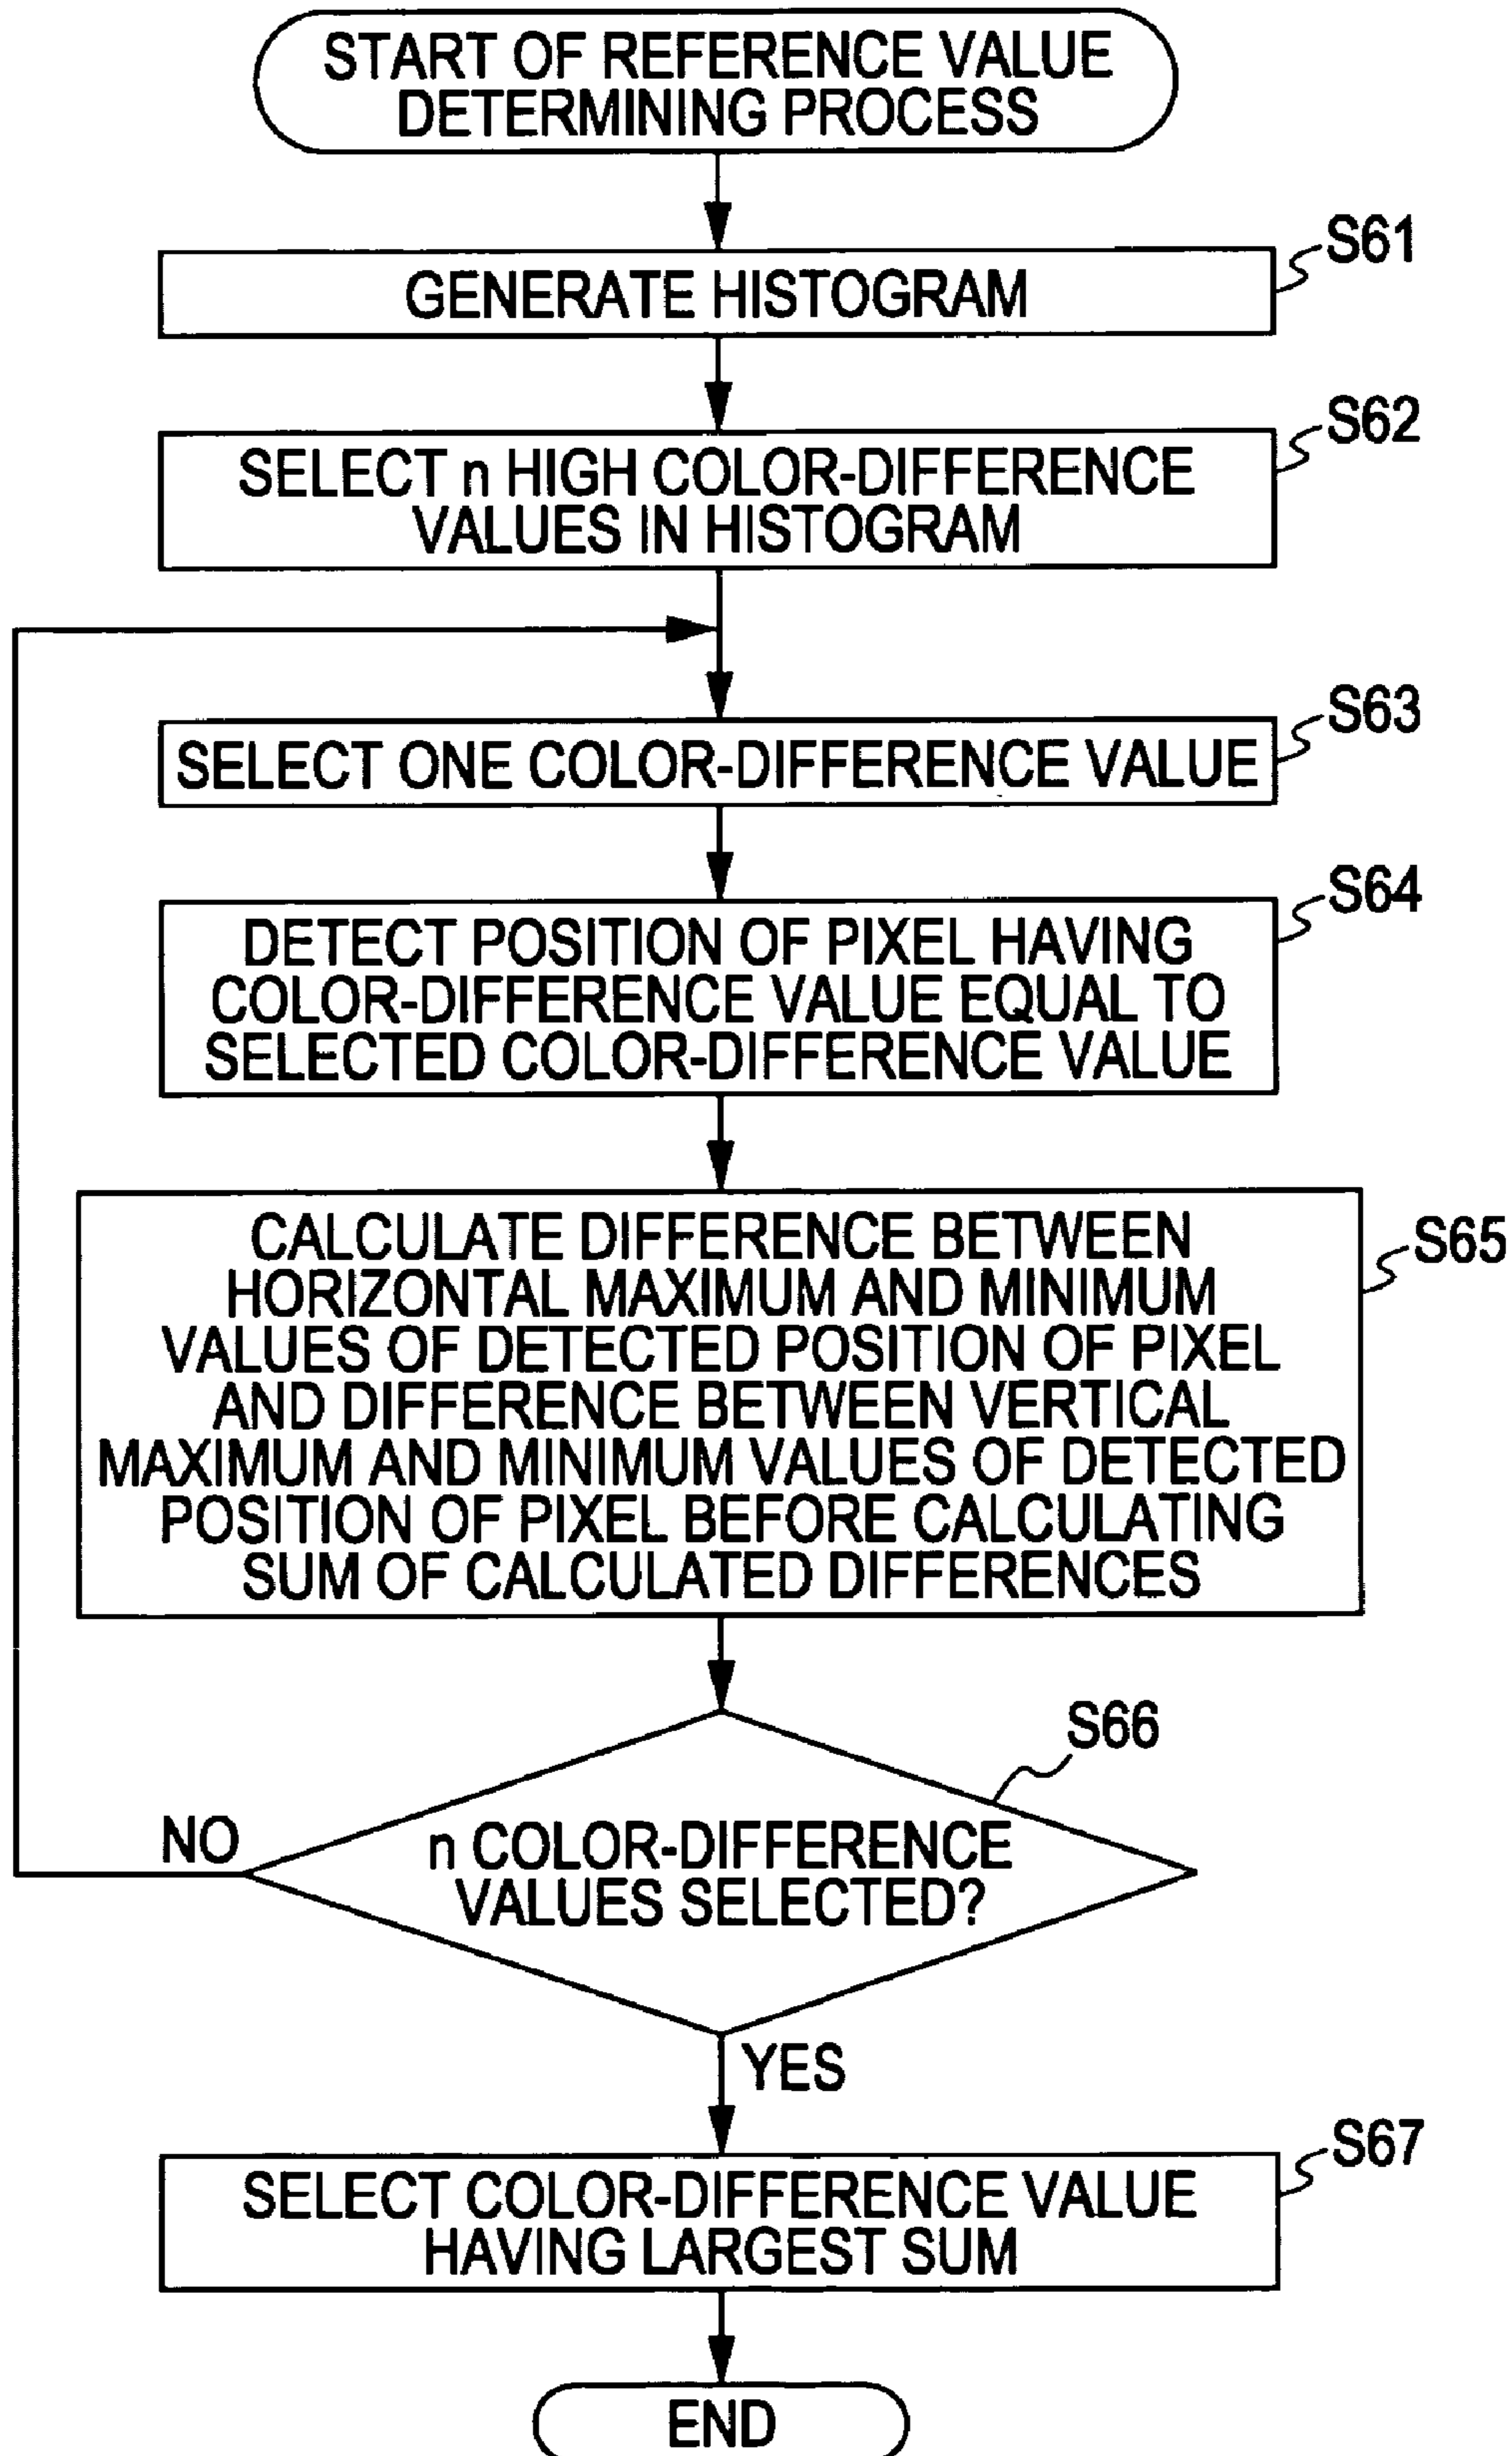 START OF REFERENCE VALUE
DETERMINING PROCESS
S61
GENERATE HISTOGRAM
S62
SELECT n HIGH COLOR-DIFFERENCE
VALUES IN HISTOGRAM
S63
SELECT ONE COLOR-DIFFERENCE VALUE
S64
DETECT POSITION OF PIXEL HAVING
COLOR-DIFFERENCE VALUE EQUAL TO
SELECTED COLOR-DIFFERENCE VALUE
S65
CALCULATE DIFFERENCE BETWEEN
HORIZONTAL MAXIMUM AND MINIMUM
VALUES OF DETECTED POSITION OF PIXEL
AND DIFFERENCE BETWEEN VERTICAL
MAXIMUM AND MINIMUM VALUES OF DETECTED
POSITION OF PIXEL BEFORE CALCULATING
SUM OF CALCULATED DIFFERENCES
S66
NO
n COLOR-DIFFERENCE
VALUES SELECTED?
YES
S67
SELECT COLOR-DIFFERENCE VALUE
HAVING LARGEST SUM
END